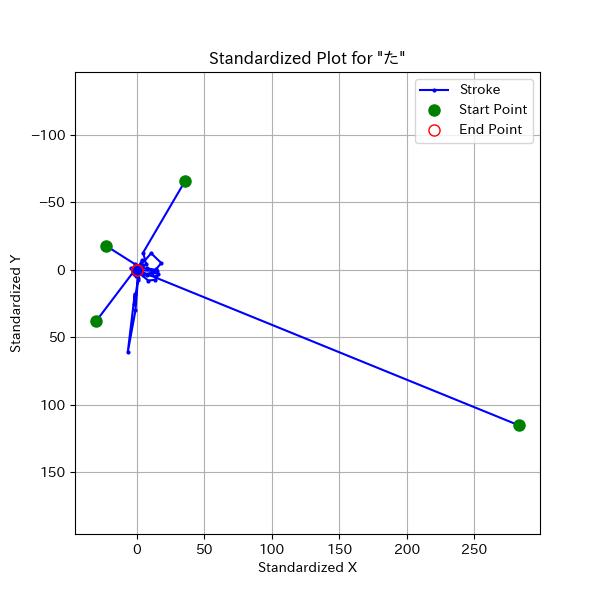 Standardized Plot for "た"
Stroke
Start Point
End Point
Standardized Y
−100
−50
0
50
100
150
0 50 100 150 200 250
Standardized X